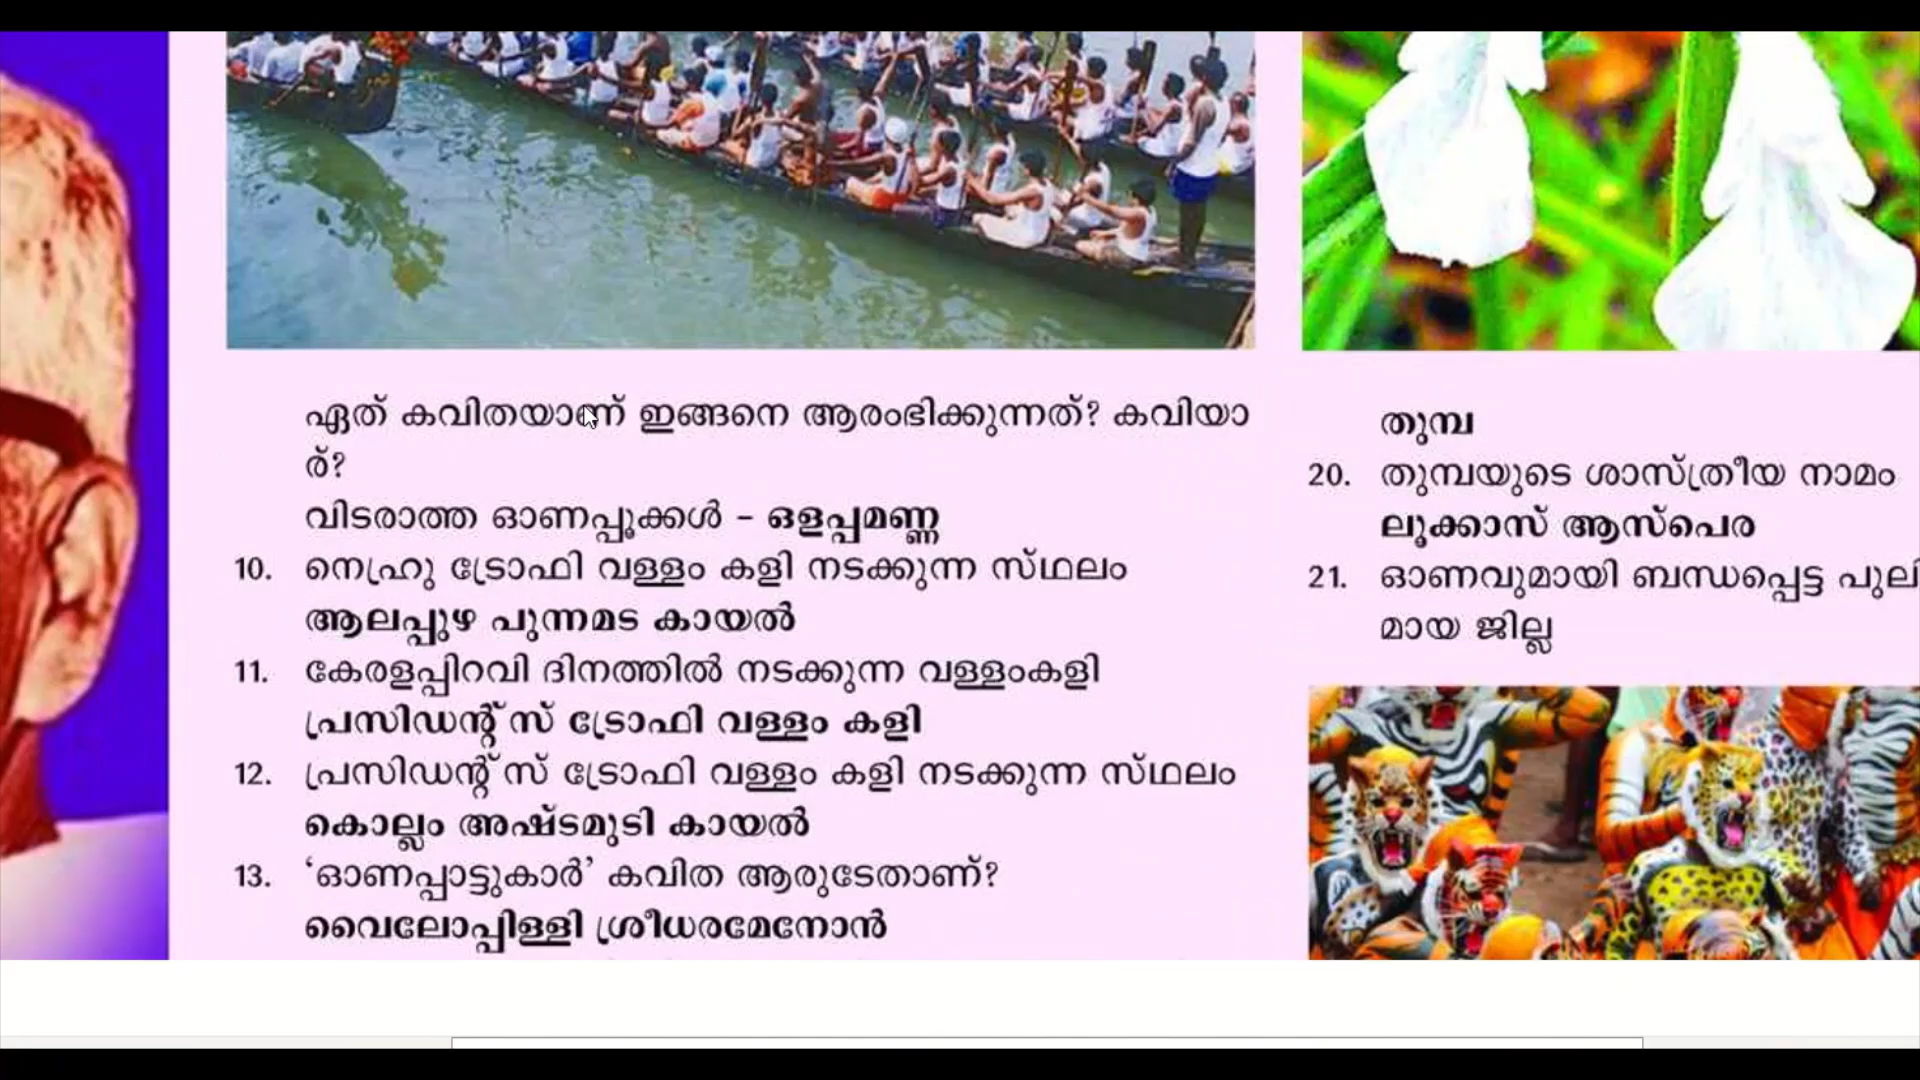 ഏത് കവിതയാണ് ഇങ്ങനെ ആരംഭിക്കുന്നത്? കവിയാ
ര്?
വിടരാത്ത ഓണപ്പൂക്കൾ – ഒളപ്പമണ്ണ
10. നെഹ്രു ട്രോഫി വള്ളം കളി നടക്കുന്ന സ്ഥലം
ആലപ്പുഴ പുന്നമട കായൽ
11. കേരളപ്പിറവി ദിനത്തിൽ നടക്കുന്ന വള്ളംകളി
പ്രസിഡന്റ് സ് ട്രോഫി വള്ളം കളി
12. പ്രസിഡന്റ് സ് ട്രോഫി വള്ളം കളി നടക്കുന്ന സ്ഥലം
കൊല്ലം അഷ്ടമുടി കായൽ
13. ‘ഓണപ്പാട്ടുകാർ’ കവിത ആരുടേതാണ്?
വൈലോപ്പിള്ളി ശ്രീധരമേനോൻ
തുമ്പ
20. തുമ്പയുടെ ശാസ്ത്രീയ നാമം
ലൂക്കാസ് ആസ്പെര
21. ഓണവുമായി ബന്ധപ്പെട്ട പുലി
മായ ജില്ല